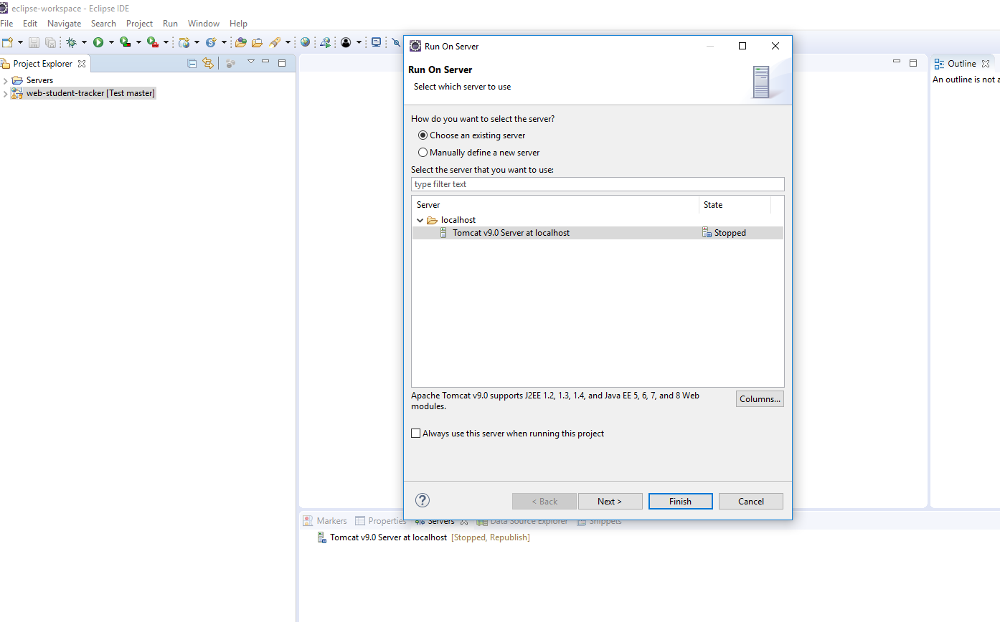 eclipse-workspace - Eclipse IDE
File Edit Navigate Search Project Run Window Help
Project Explorer
Servers
web-student-tracker [Test master]
Run On Server
Run On Server
Select which server to use
How do you want to select the server?
Choose an existing server
Manually define a new server
Select the server that you want to use:
type filter text
Server State
localhost
Tomcat v9.0 Server at localhost Stopped
Apache Tomcat v9.0 supports J2EE 1.2, 1.3, 1.4, and Java EE 5, 6, 7, and 8 Web
modules.
Columns...
Always use this server when running this project
? < Back Next > Finish Cancel
Outline
An outline is not a
Markers Properties Servers Data Source Explorer Snippets
Tomcat v9.0 Server at localhost [Stopped, Republish]